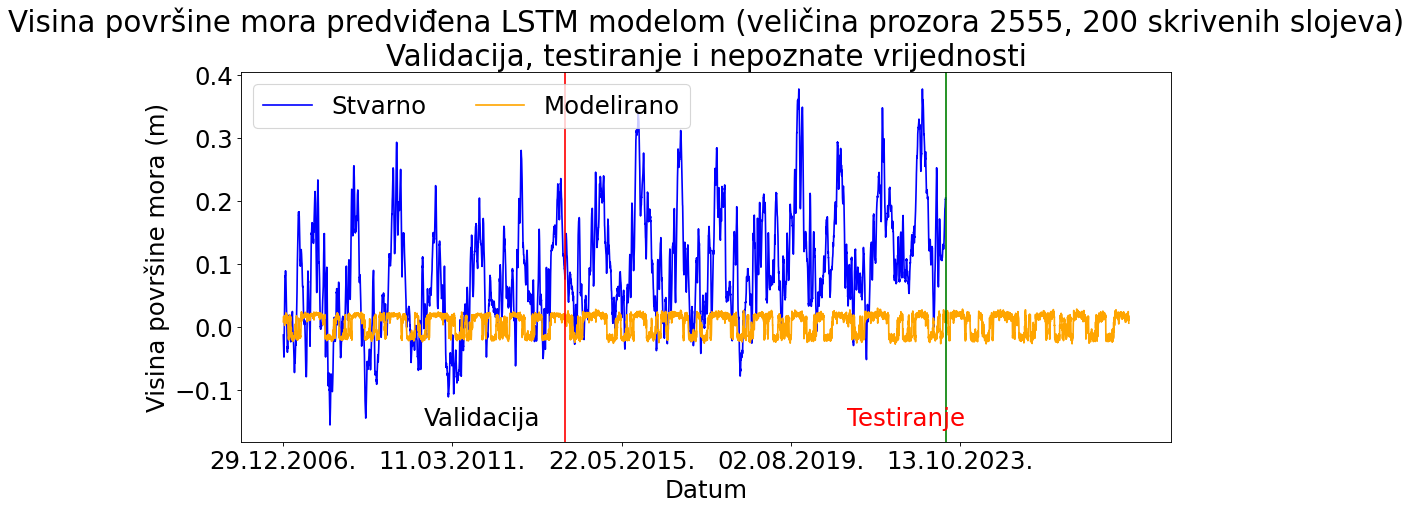 Visina površine mora predviđena LSTM modelom (veličina prozora 2555, 200 skrivenih slojeva)
Validacija, testiranje i nepoznate vrijednosti
Stvarno
Modelirano
Visina površine mora (m)
0.4
0.3
0.2
0.1
0.0
−0.1
Validacija
Testiranje
29.12.2006.
11.03.2011.
22.05.2015.
02.08.2019.
13.10.2023.
Datum